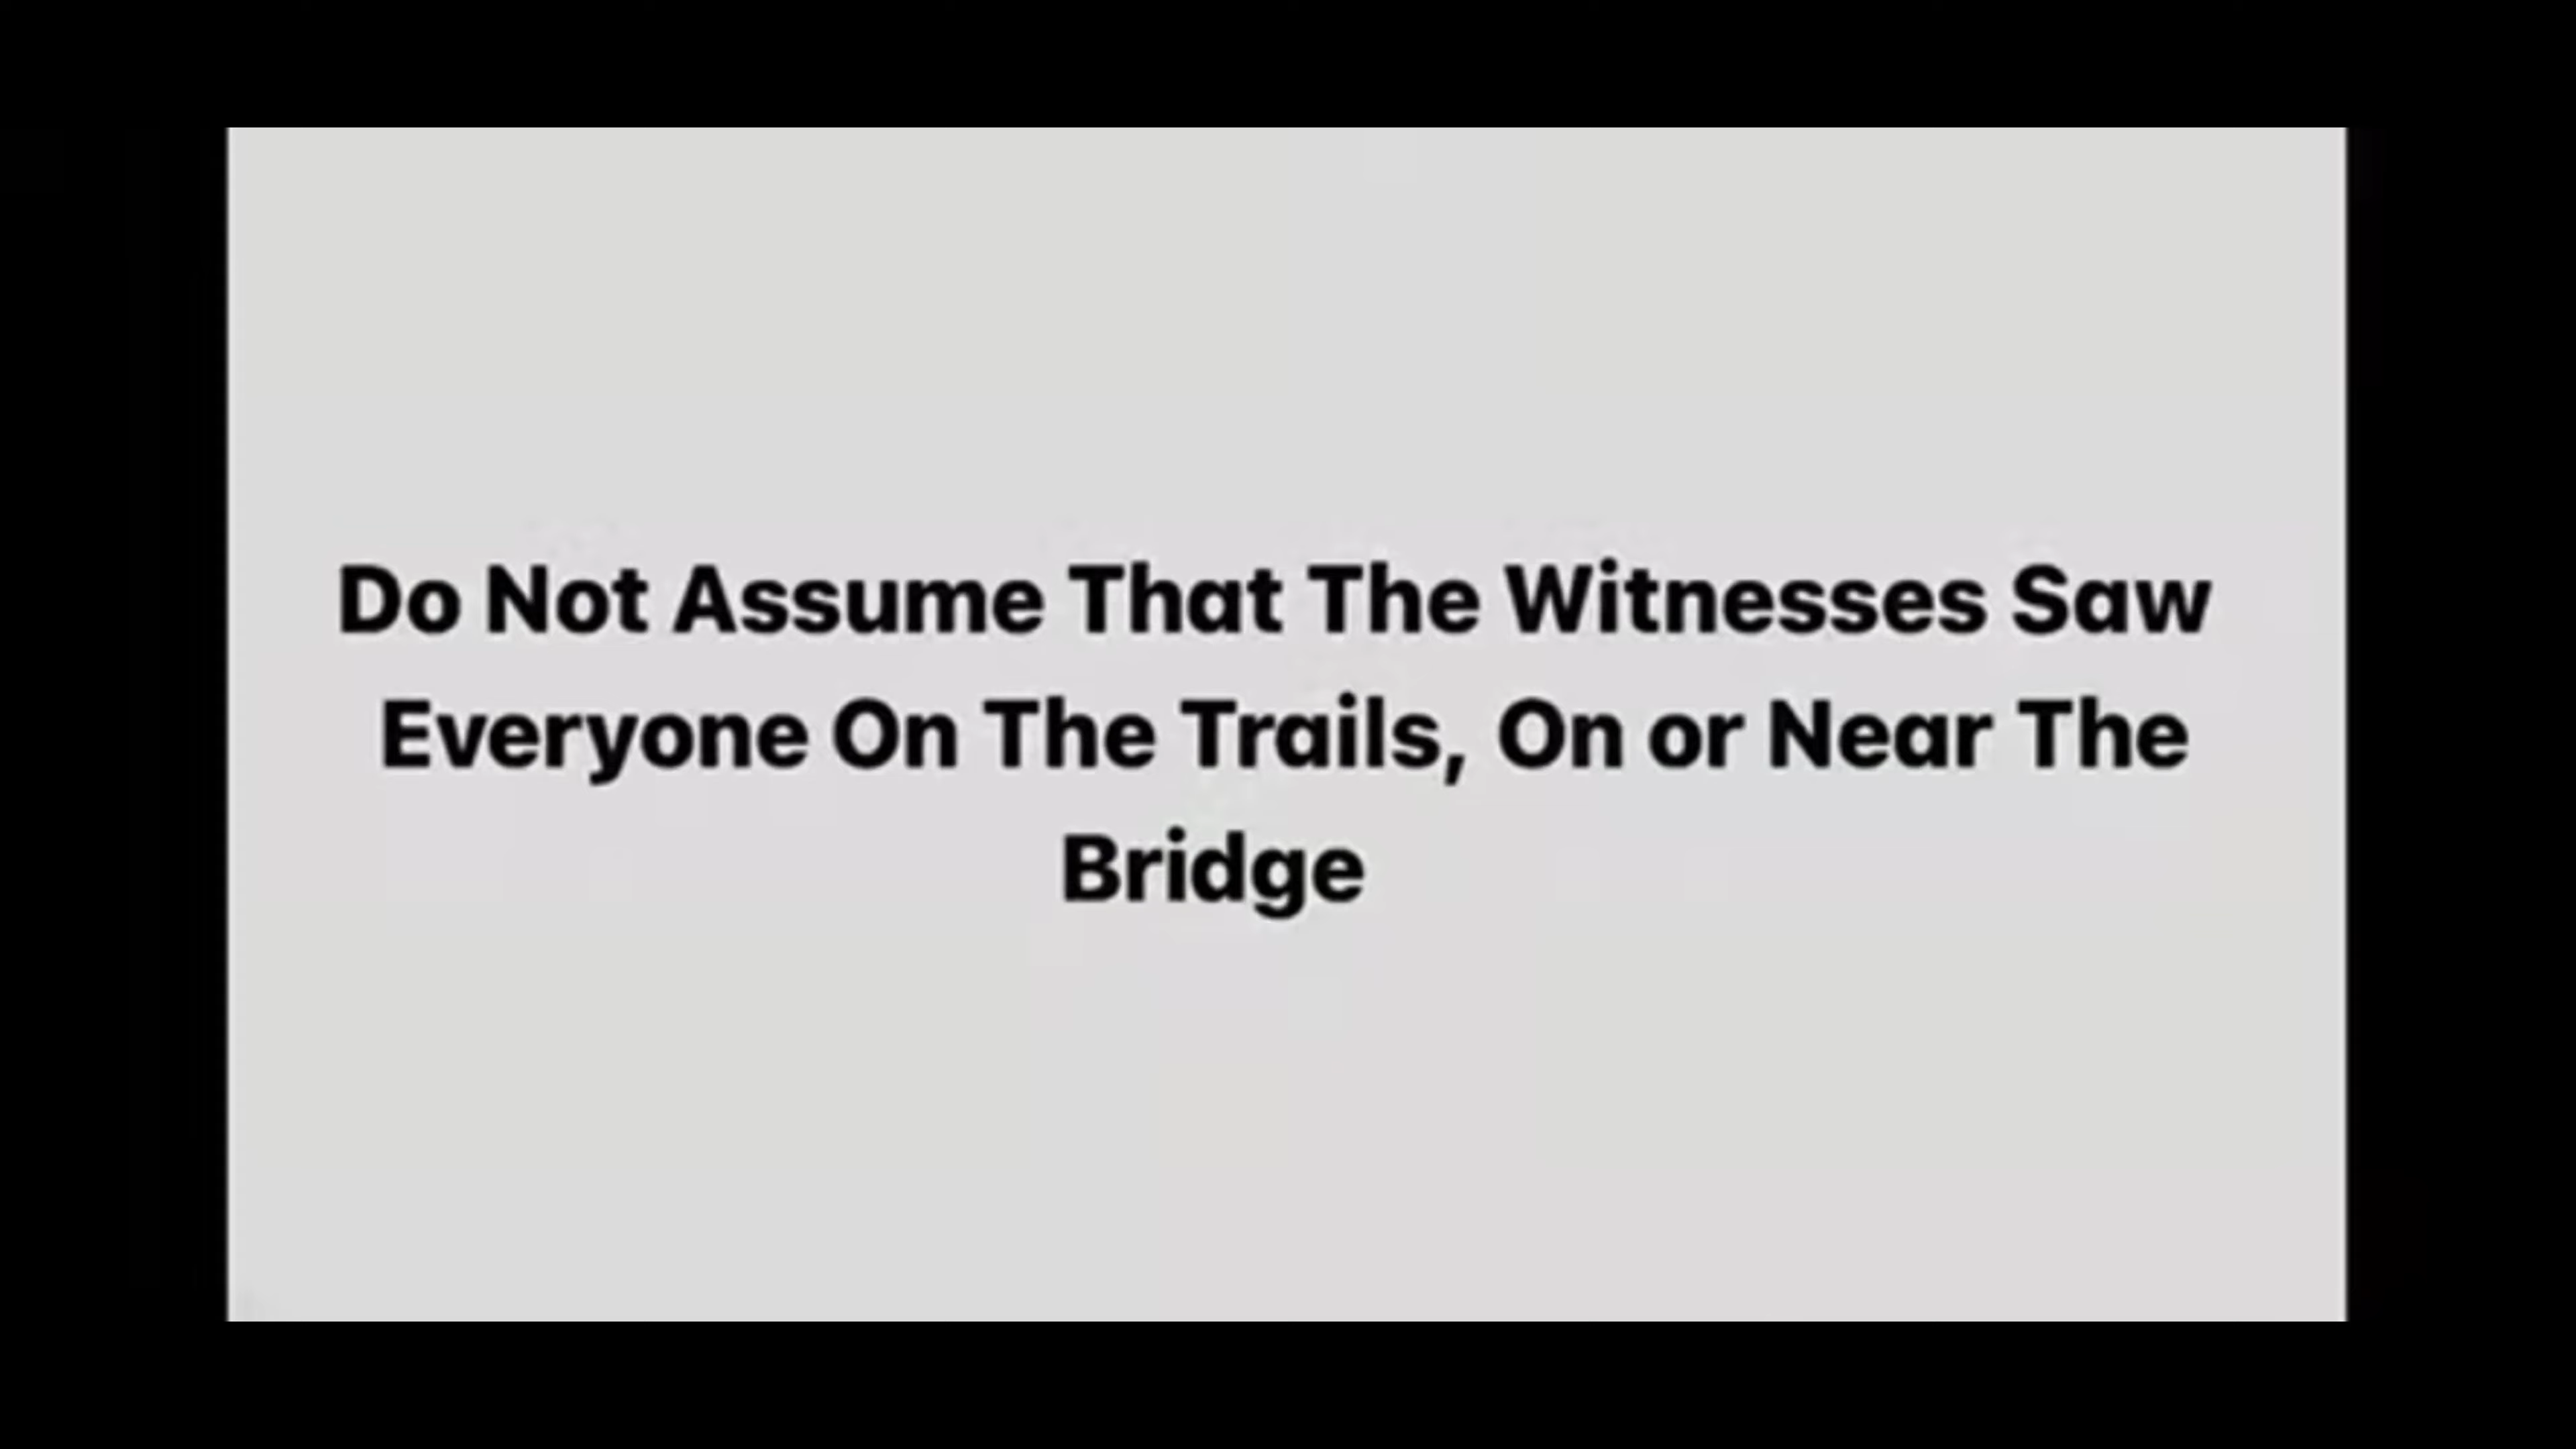 Do Not Assume That The Witnesses Saw
Everyone On The Trails, On or Near The
Bridge